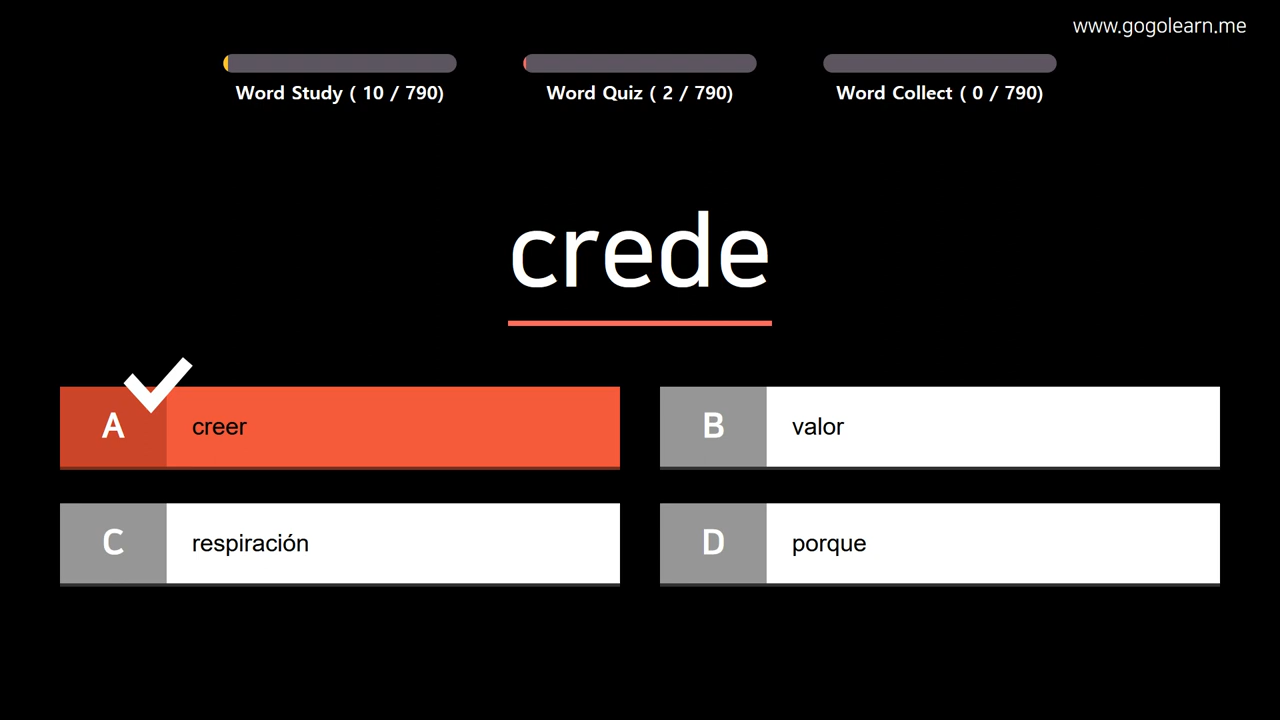 www.gogolearn.me
Word Study ( 10 / 790)
Word Quiz ( 2 / 790)
Word Collect ( 0 / 790)
crede
A creer
B valor
C respiración
D porque